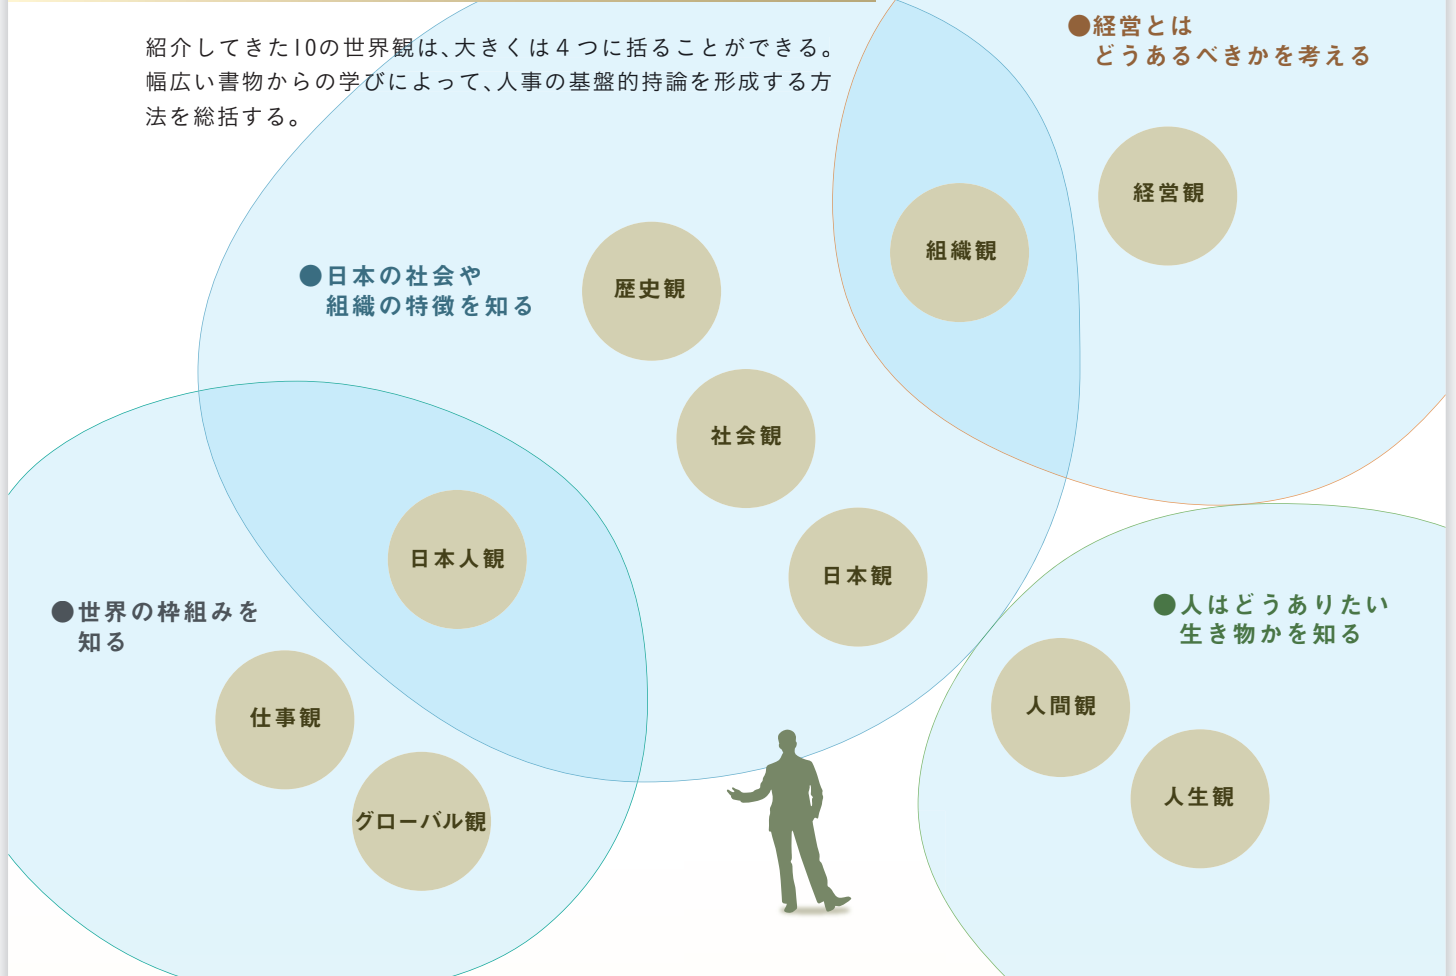 紹介してきた10の世界観は、大きくは４つに括ることができる。
幅広い書物からの学びによって、人事の基盤的持論を形成する方
法を総括する。
●経営とは
どうあるべきかを考える
経営観
組織観
●日本の社会や
組織の特徴を知る
歴史観
社会観
日本観
日本人観
●世界の枠組みを
知る
仕事観
グローバル観
●人はどうありたい
生き物かを知る
人間観
人生観